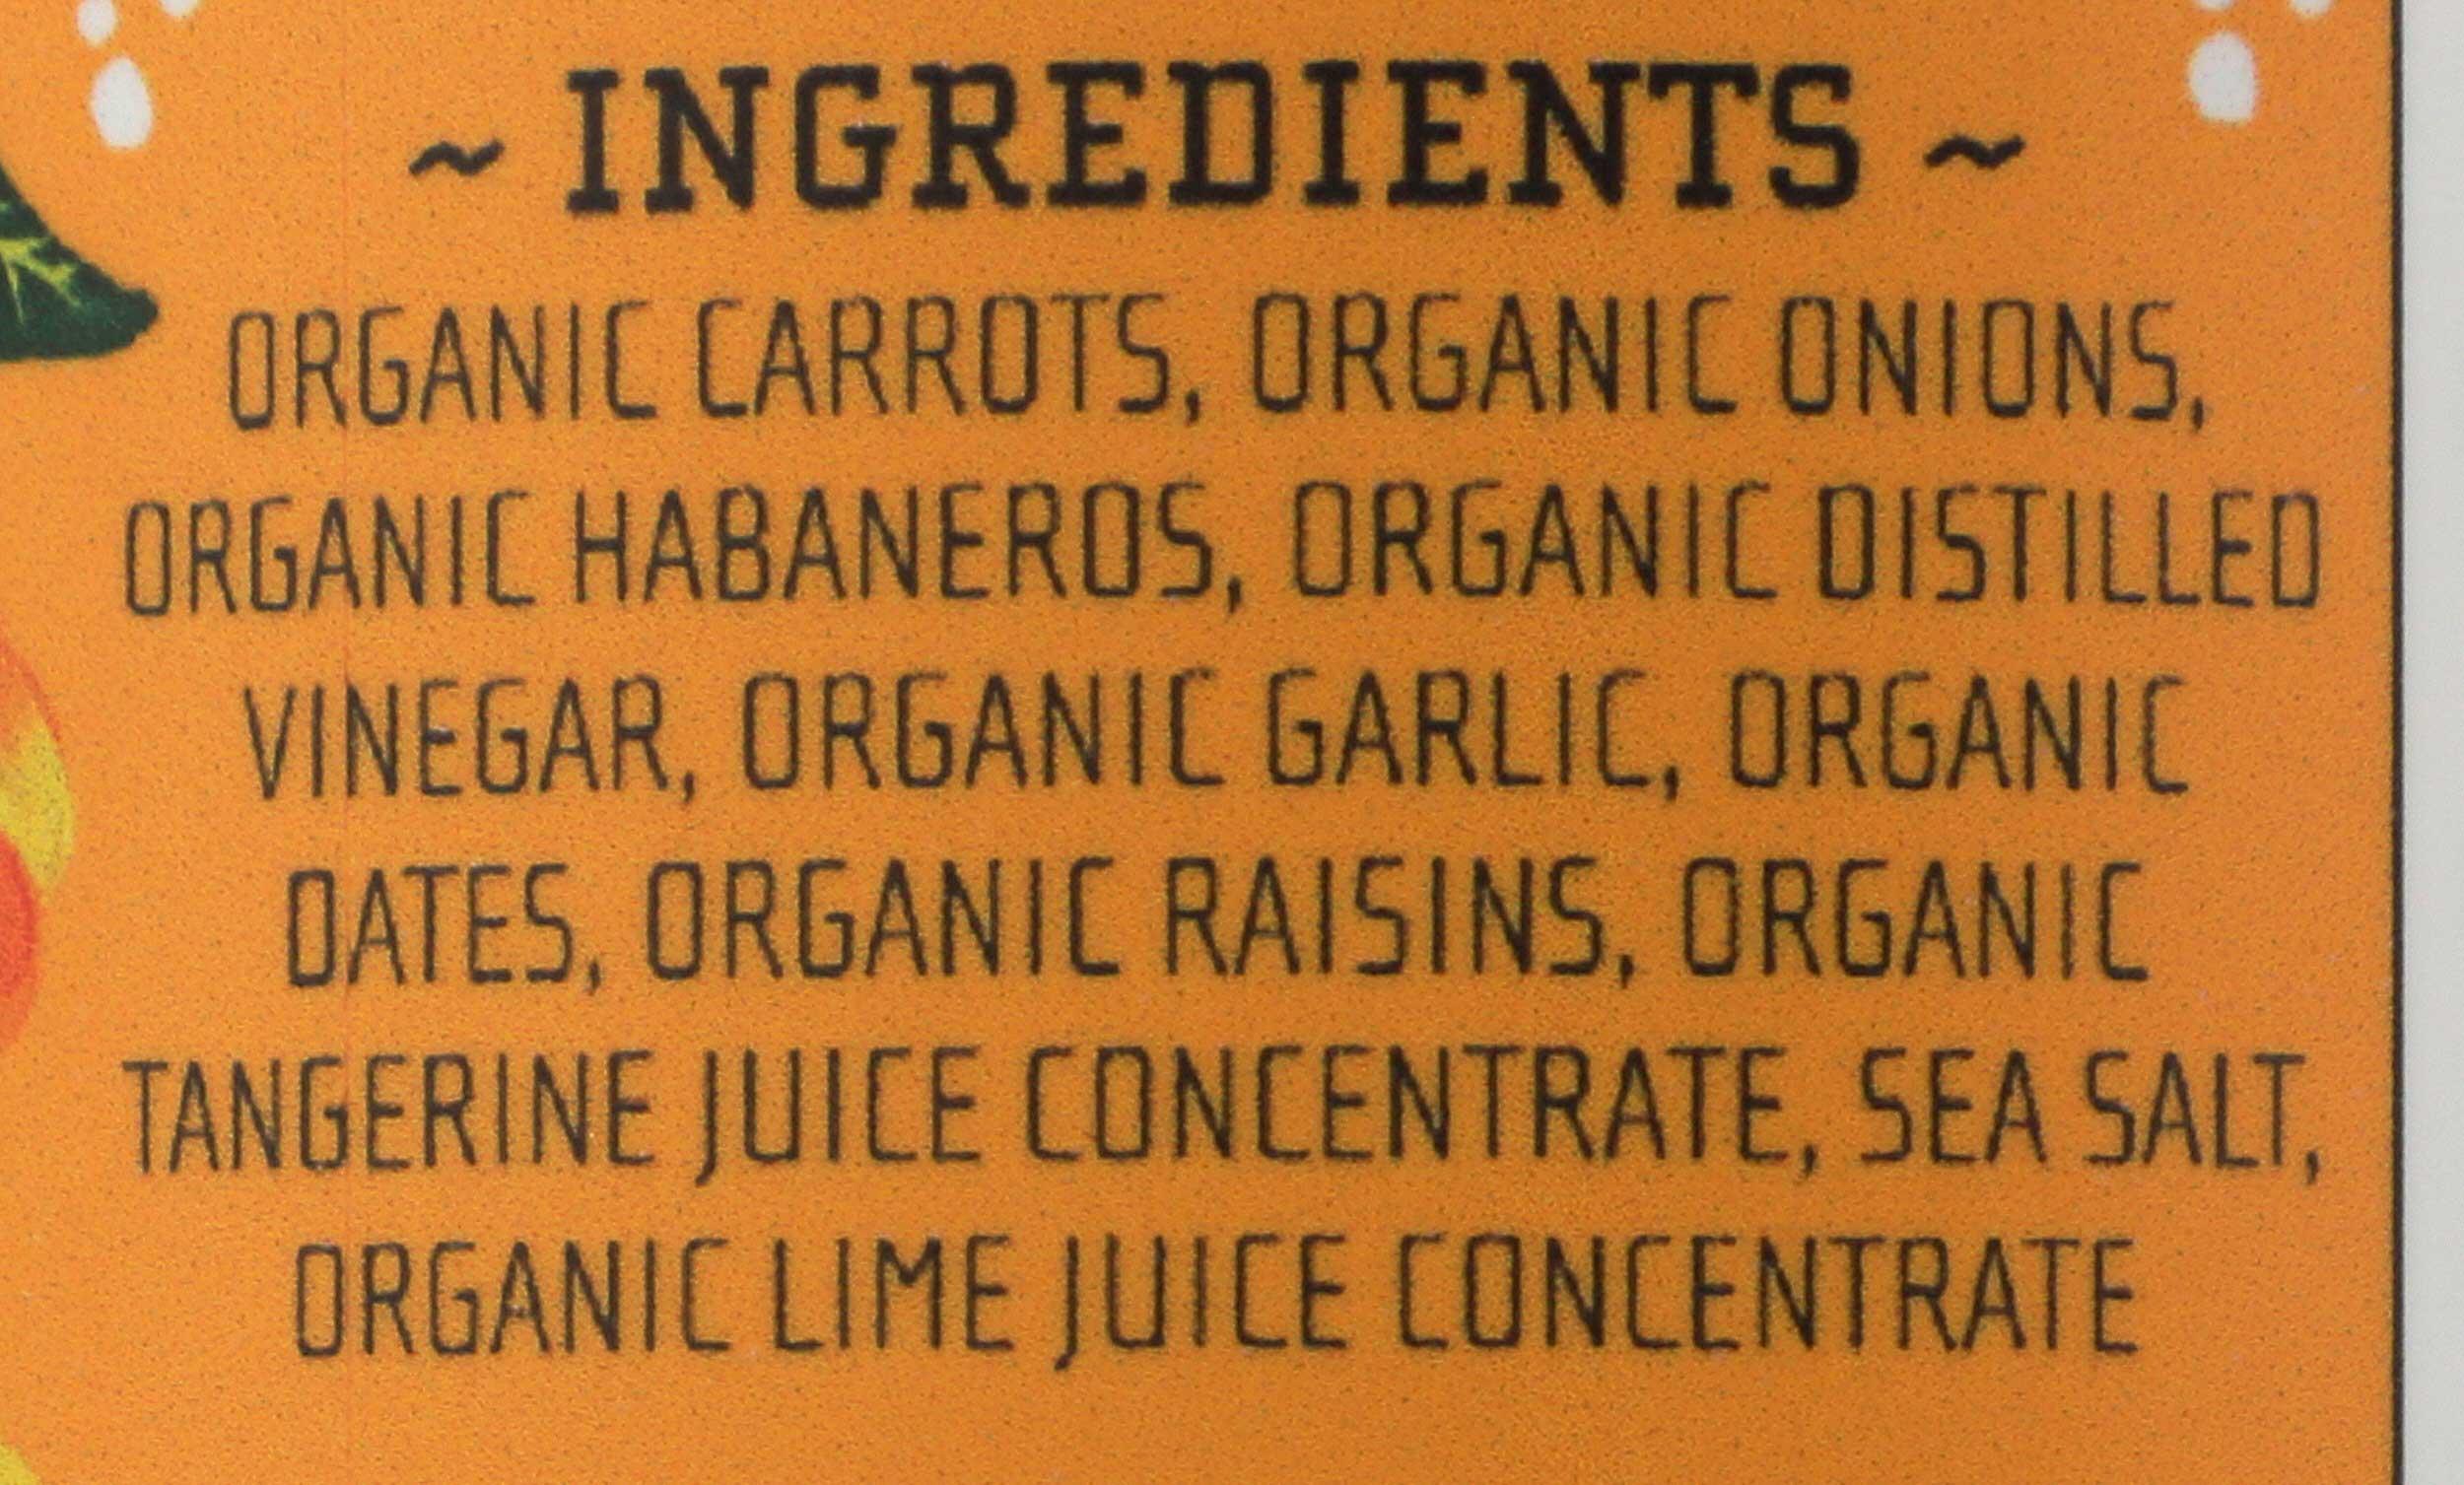 ~ INGREDIENTS ~
ORGANIC CARROTS, ORGANIC ONIONS,
ORGANIC HABANEROS, ORGANIC DISTILLED
VINEGAR, ORGANIC GARLIC, ORGANIC
DATES, ORGANIC RAISINS, ORGANIC
TANGERINE JUICE CONCENTRATE, SEA SALT,
ORGANIC LIME JUICE CONCENTRATE